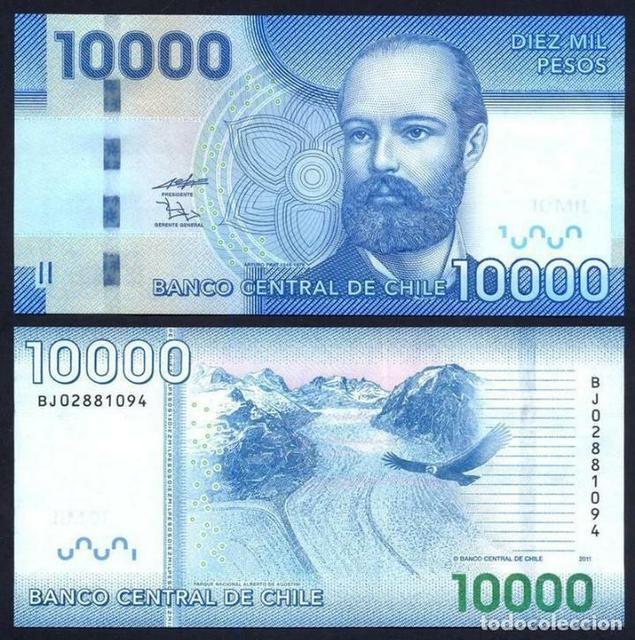 10000
DIEZ MIL
PESOS
PRESIDENTE
GERENTE GENERAL
ARTURO PRAT 1848-1879
BANCO CENTRAL DE CHILE 10000
10000
BJ02881094
BJ02881094
© BANCO CENTRAL DE CHILE 2011
PARQUE NACIONAL ALBERTO DE AGOSTINI
BANCO CENTRAL DE CHILE 10000
todocoleccion